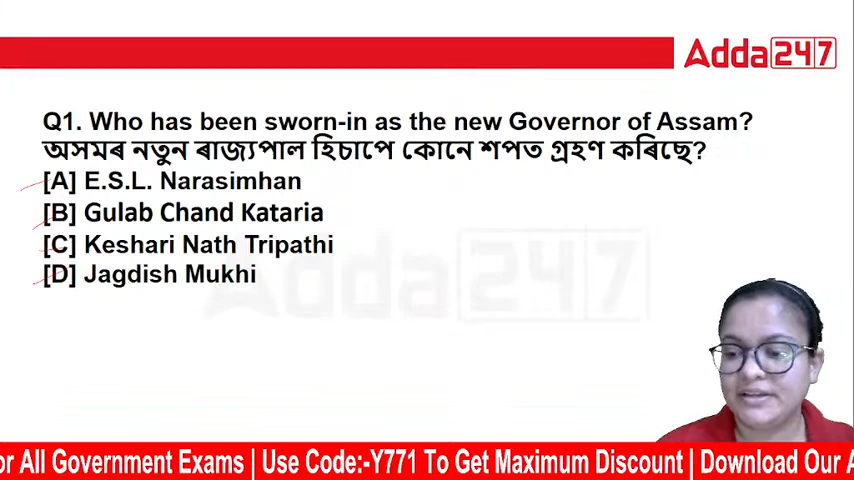 Adda247
Q1. Who has been sworn-in as the new Governor of Assam?
অসমৰ নতুন ৰাজ্যপাল হিচাপে কোনে শপত গ্ৰহণ কৰিছে?
[A] E.S.L. Narasimhan
[B] Gulab Chand Kataria
[C] Keshari Nath Tripathi
[D] Jagdish Mukhi
Adda247
or All Government Exams | Use Code:-Y771 To Get Maximum Discount | Download Our A